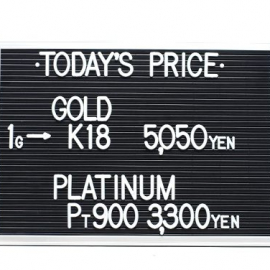 ·TODAY'S PRICE·
GOLD
1G→ K18 5,050YEN
PLATINUM
PT900 3,300YEN